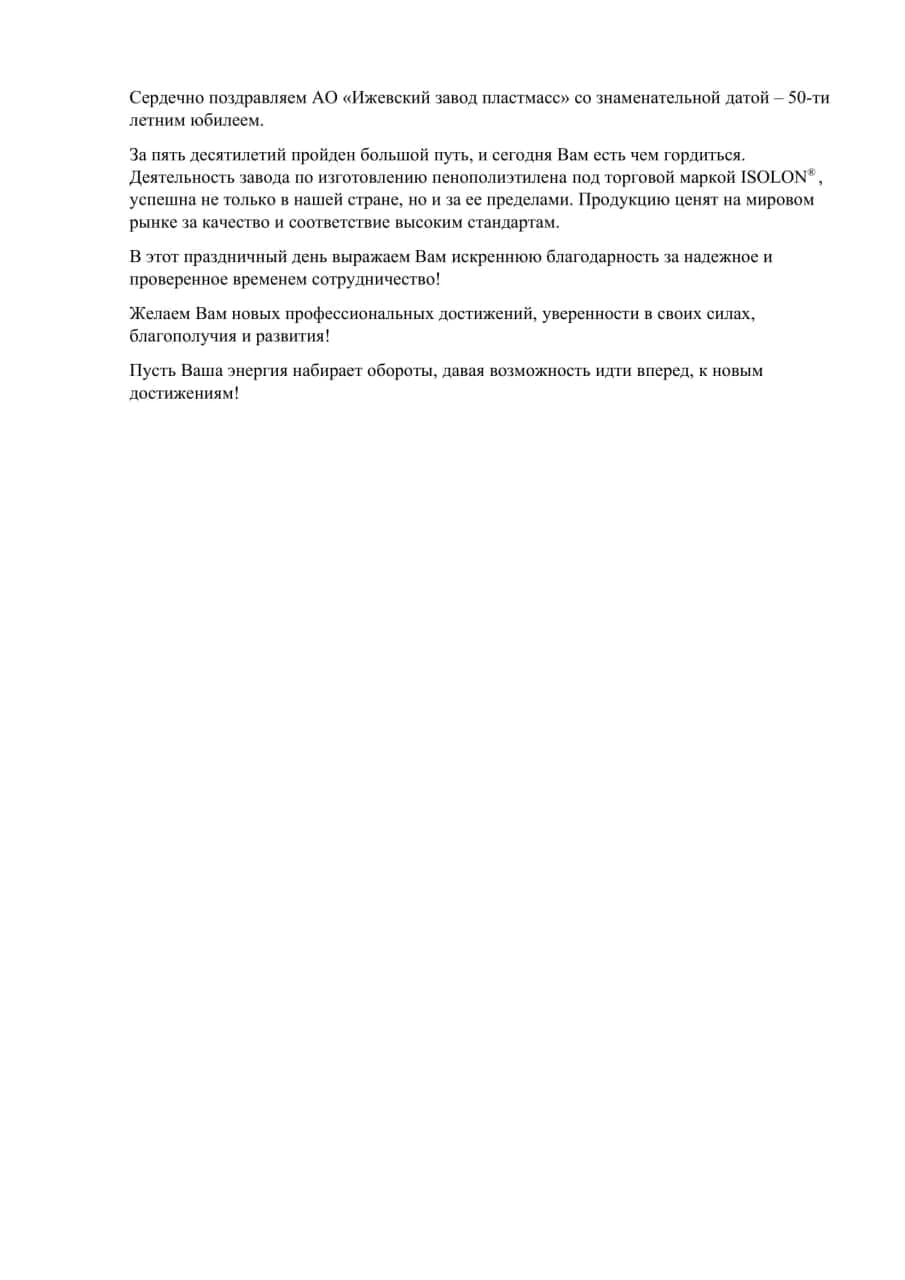 Сердечно поздравляем АО «Ижевский завод пластмасс» со знаменательной датой – 50-ти
летним юбилеем.
За пять десятилетий пройден большой путь, и сегодня Вам есть чем гордиться.
Деятельность завода по изготовлению пенополиэтилена под торговой маркой ISOLON® ,
успешна не только в нашей стране, но и за ее пределами. Продукцию ценят на мировом
рынке за качество и соответствие высоким стандартам.
В этот праздничный день выражаем Вам искреннюю благодарность за надежное и
проверенное временем сотрудничество!
Желаем Вам новых профессиональных достижений, уверенности в своих силах,
благополучия и развития!
Пусть Ваша энергия набирает обороты, давая возможность идти вперед, к новым
достижениям!